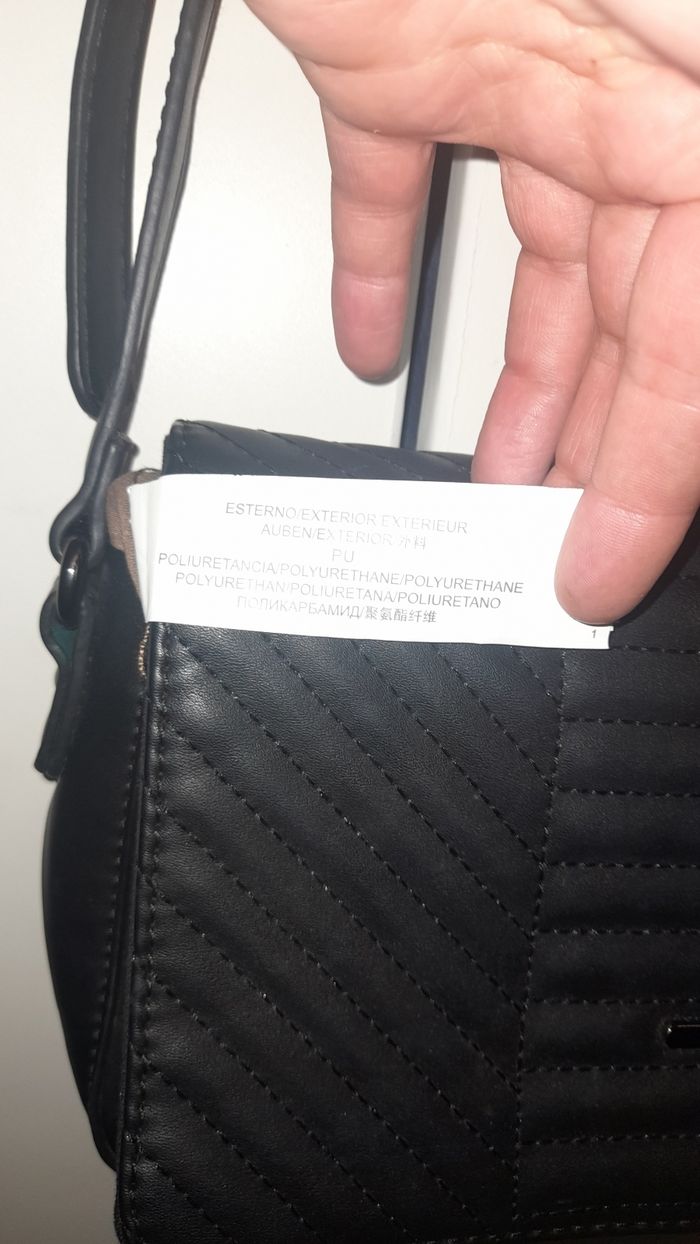 ESTERNO/EXTERIOR EXTERIEUR
AUBEN/EXTERIOR/外料
PU
POLIURETANCIA/POLYURETHANE/POLYURETHANE
POLYURETHAN/POLIURETANA/POLIURETANO
ПОЛИКАРБАМИД/聚氨酯纤维
1